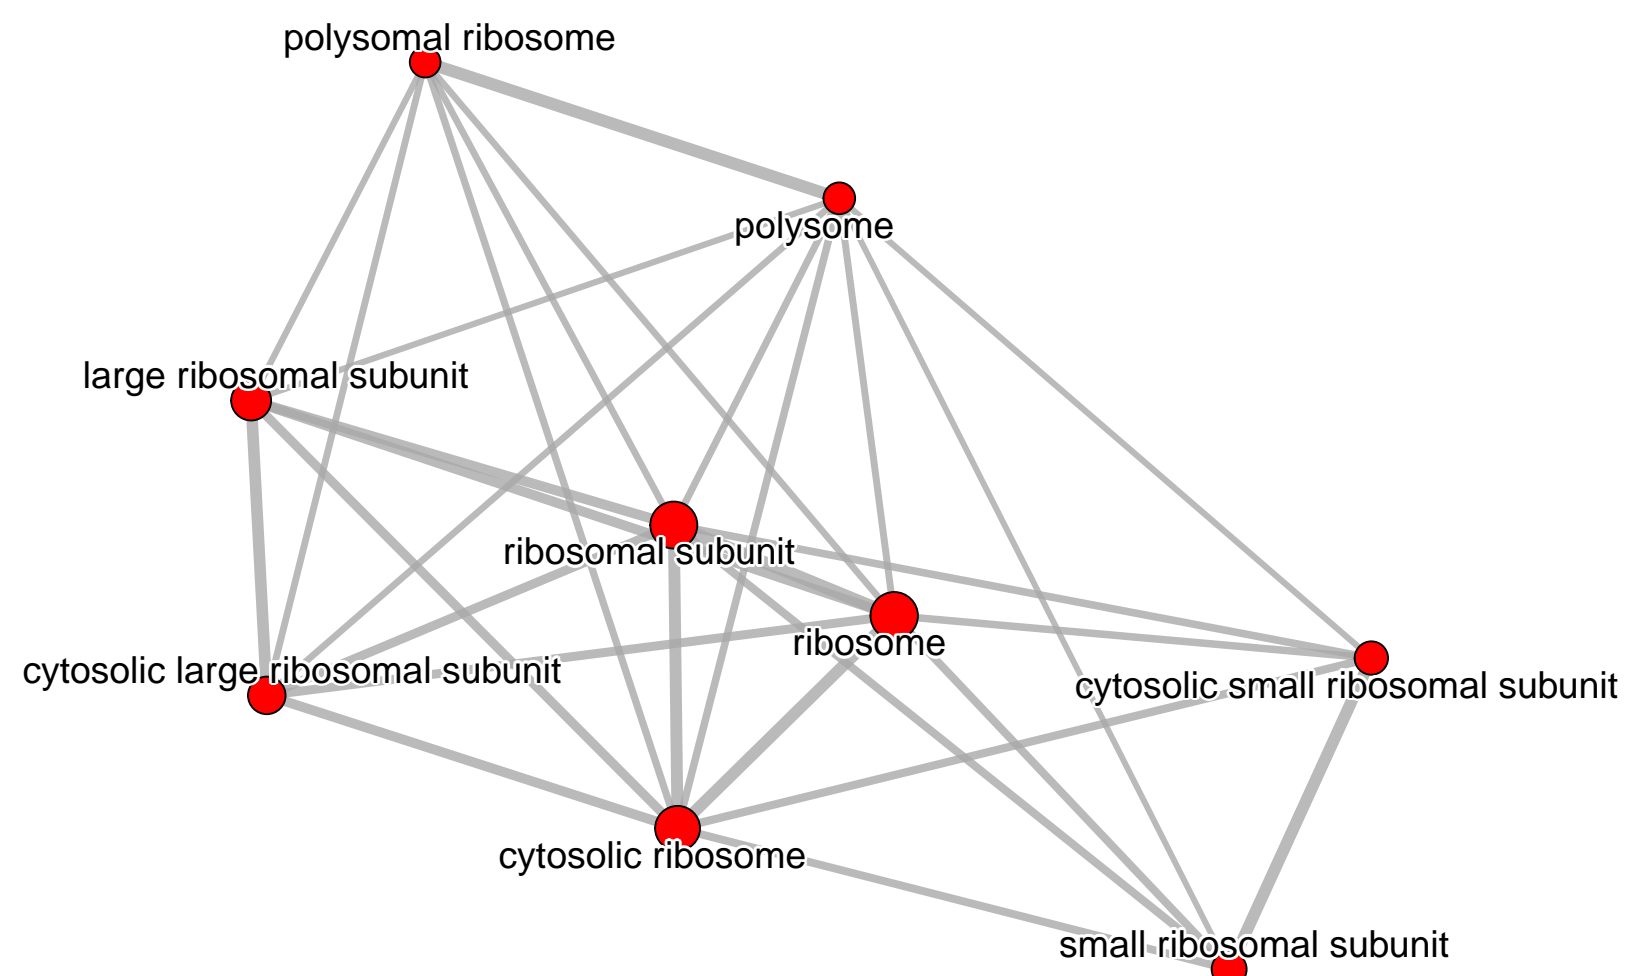 polysomal ribosome
polysome
large ribosomal subunit
ribosomal subunit
ribosome
cytosolic large ribosomal subunit
cytosolic small ribosomal subunit
cytosolic ribosome
small ribosomal subunit